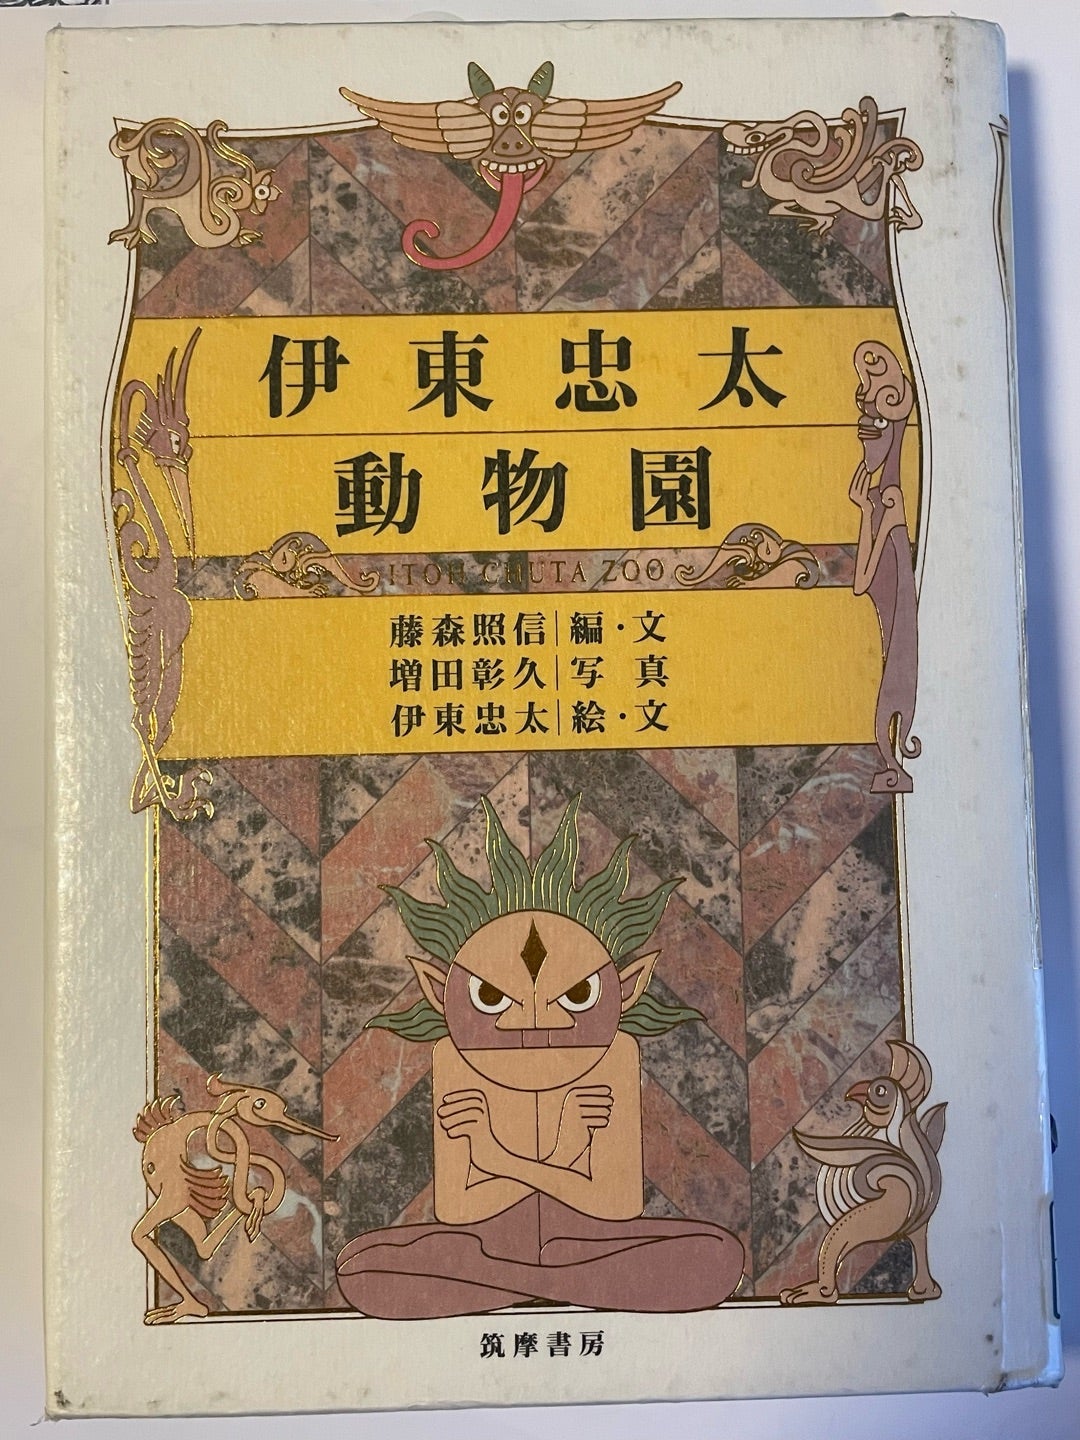 伊東忠太
動物園
ITOH CHUTA ZOO
藤森照信|編・文
増田彰久|写真
伊東忠太|絵・文
筑摩書房